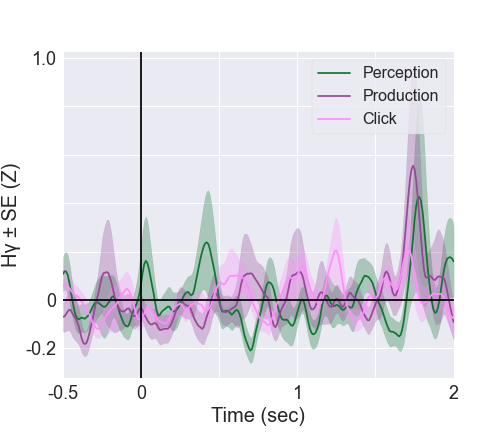 Perception
Production
Click
1.0
0
-0.2
Hγ ± SE (Z)
-0.5
0
1
2
Time (sec)